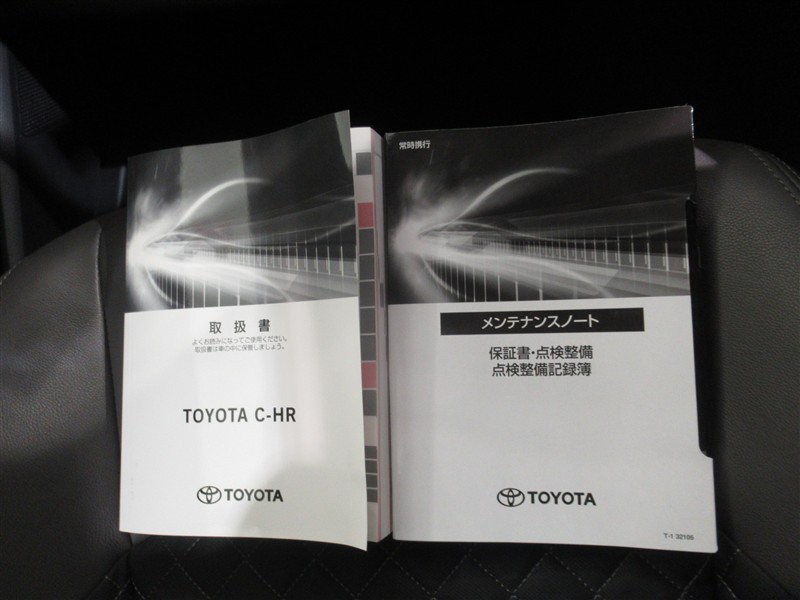 取扱書
よくお読みになってご使用ください。
取扱書は車の中に保管しましょう。
TOYOTA C-HR
TOYOTA
常時携行
メンテナンスノート
保証書・点検整備
点検整備記録簿
TOYOTA
T-1 32106